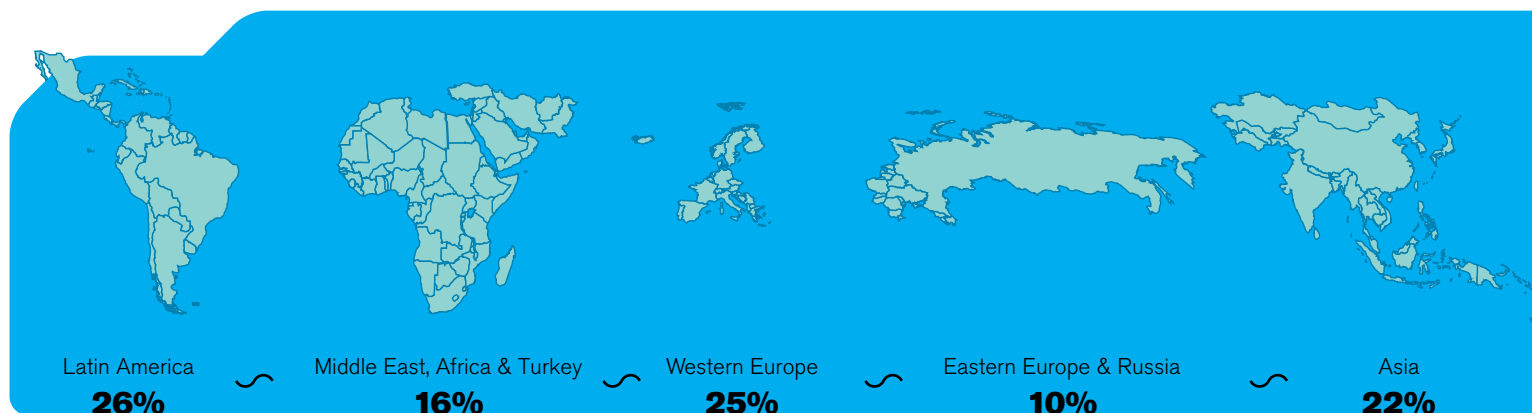 Latin America
26%
Middle East, Africa & Turkey
16%
Western Europe
25%
Eastern Europe & Russia
10%
Asia
22%